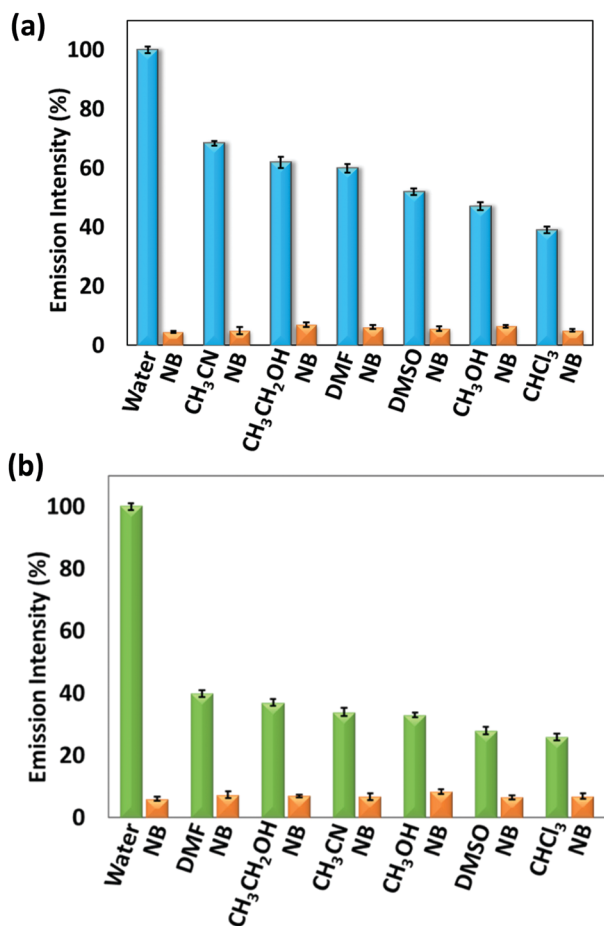 (a)
Emission Intensity (%)
100
80
60
40
20
0
Water NB CH₃CN NB CH₃CH₂OH NB DMF NB DMSO NB CH₃OH NB CHCl₃ NB
(b)
Emission Intensity (%)
100
80
60
40
20
0
Water NB DMF NB CH₃CH₂OH NB CH₃CN NB CH₃OH NB DMSO NB CHCl₃ NB